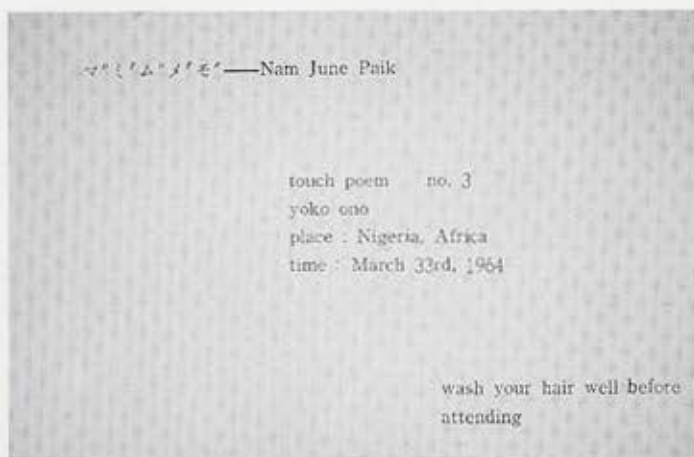 マ゛ミ゛ム゛メ゛モ゛——Nam June Paik
touch poem no. 3
yoko ono
place : Nigeria, Africa
time : March 33rd, 1964
wash your hair well before
attending